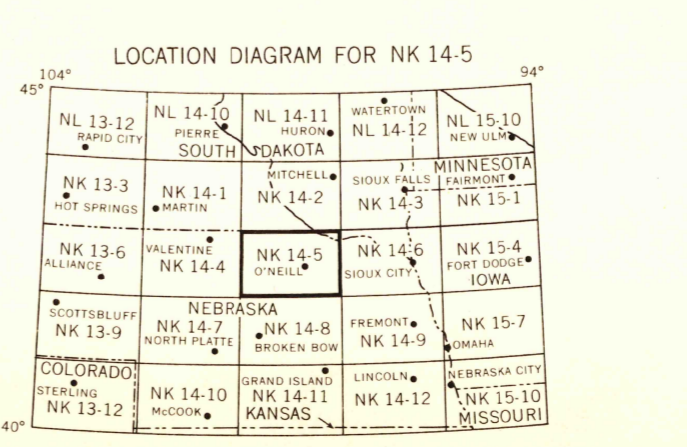 LOCATION DIAGRAM FOR NK 14-5
104°
94°
45°
NL 13-12
RAPID CITY
NL 14-10
PIERRE
NL 14-11
HURON
WATERTOWN
NL 14-12
NL 15-10
NEW ULM
SOUTH DAKOTA
MINNESOTA
NK 13-3
HOT SPRINGS
NK 14-1
MARTIN
MITCHELL
NK 14-2
SIOUX FALLS
NK 14-3
FAIRMONT
NK 15-1
NK 13-6
ALLIANCE
VALENTINE
NK 14-4
NK 14-5
O'NEILL
NK 14-6
SIOUX CITY
NK 15-4
FORT DODGE
IOWA
NEBRASKA
SCOTTSBLUFF
NK 13-9
NK 14-7
NORTH PLATTE
NK 14-8
BROKEN BOW
FREMONT
NK 14-9
NK 15-7
OMAHA
COLORADO
STERLING
NK 13-12
NK 14-10
McCOOK
GRAND ISLAND
NK 14-11
KANSAS
LINCOLN
NK 14-12
NEBRASKA CITY
NK 15-10
MISSOURI
40°